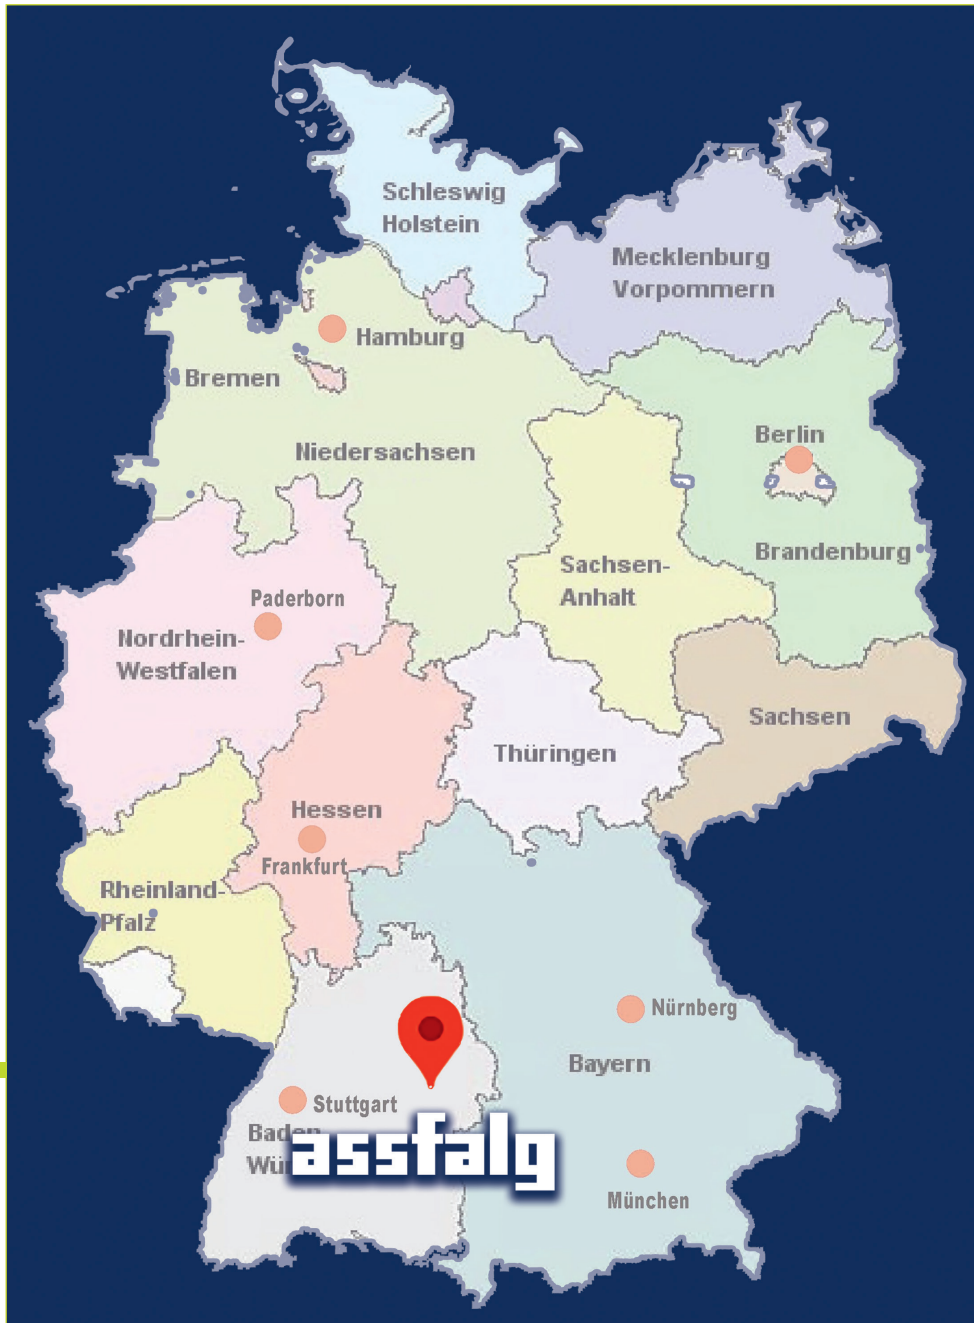 Schleswig
Holstein
Mecklenburg
Vorpommern
Hamburg
Bremen
Berlin
Niedersachsen
Brandenburg
Sachsen-
Anhalt
Paderborn
Nordrhein-
Westfalen
Sachsen
Thüringen
Hessen
Frankfurt
Rheinland-
Pfalz
Nürnberg
Bayern
Stuttgart
assfalg
München